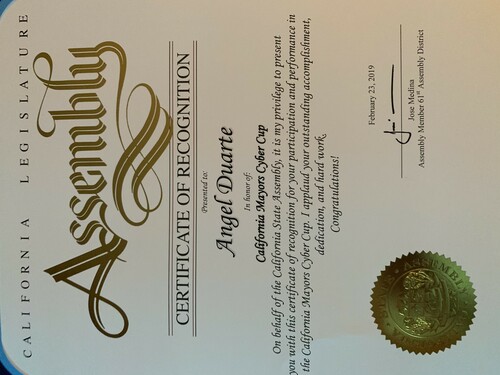 CALIFORNIA LEGISLATURE
Assembly
CERTIFICATE OF RECOGNITION
Presented to:
Angel Duarte
In honor of:
California Mayors Cyber Cup
On behalf of the California State Assembly, it is my privilege to present
you with this certificate of recognition for your participation and performance in
the California Mayors Cyber Cup. I applaud your outstanding accomplishment,
dedication, and hard work.
Congratulations!
February 23, 2019
Jose Medina
Assembly Member 61st Assembly District